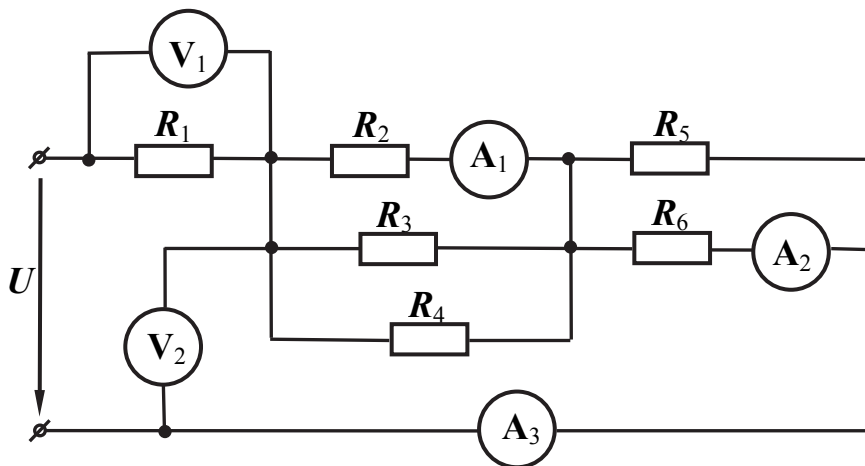 V₁
R₁ R₂ A₁ R₅
R₃ R₆ A₂
U
R₄
V₂
A₃